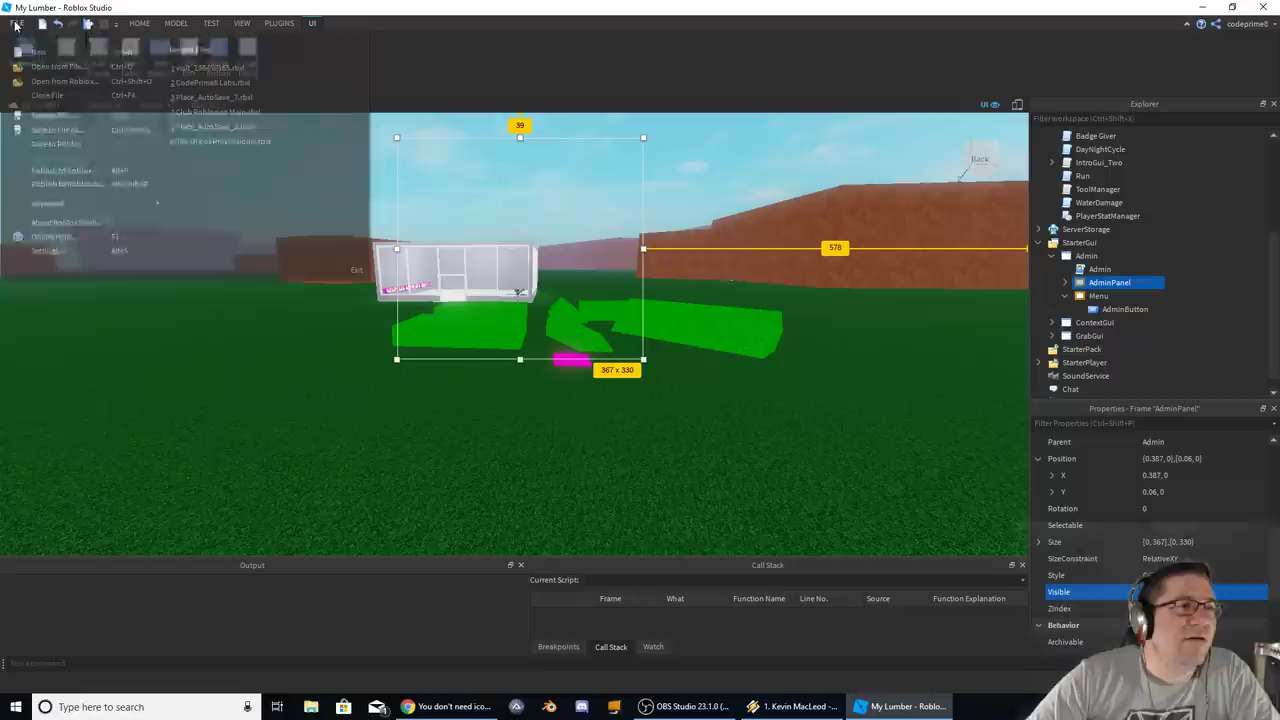 My Lumber - Roblox Studio
FILE
HOME
MODEL
TEST
VIEW
PLUGINS
UI
codeprime8
New
Open from File...
Ctrl+O
Open from Roblox...
Ctrl+Shift+O
Close File
Ctrl+F4
2 CodePrime8 Labs.rbxl
3 Place_AutoSave_7.rbxl
UI
39
578
367 x 330
Back
Exit
Explorer
Filter workspace (Ctrl+Shift+X)
Badge Giver
DayNightCycle
IntroGui_Two
Run
ToolManager
WaterDamage
PlayerStatManager
ServerStorage
StarterGui
Admin
Admin
AdminPanel
Menu
AdminButton
ContextGui
GrabGui
StarterPack
StarterPlayer
SoundService
Chat
Properties - Frame "AdminPanel"
Filter Properties (Ctrl+Shift+P)
Parent
Admin
Position
{0.387, 0},{0.06, 0}
X
0.387, 0
Y
0.06, 0
Rotation
0
Selectable
Size
{0, 367},{0, 330}
SizeConstraint
RelativeXY
Style
Visible
ZIndex
Behavior
Archivable
Output
Call Stack
Current Script:
Frame
What
Function Name
Line No.
Source
Function Explanation
Breakpoints
Call Stack
Watch
Run a command
Type here to search
You don't need ico...
OBS Studio 23.1.0 (...
1. Kevin MacLeod - ...
My Lumber - Roblo...